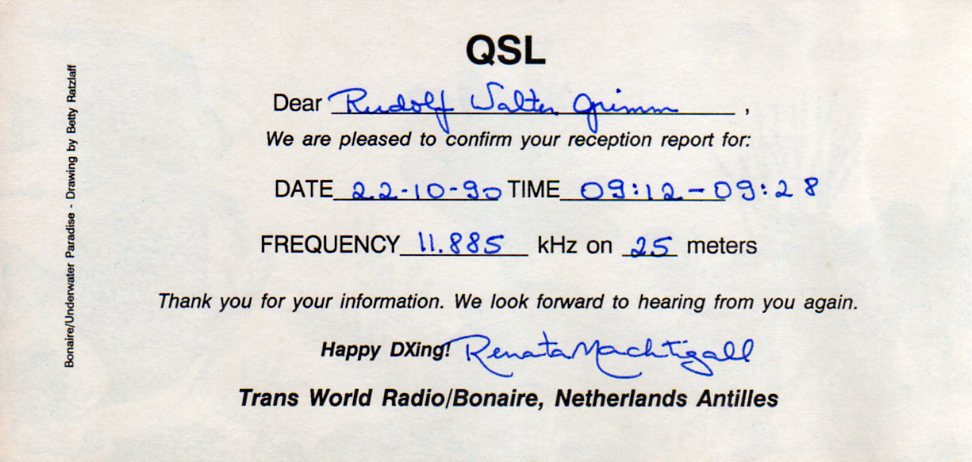 QSL
Dear Rudolf Walter Grimm,
We are pleased to confirm your reception report for:
DATE 22-10-90 TIME 09:12-09:28
FREQUENCY 11.885 kHz on 25 meters
Thank you for your information. We look forward to hearing from you again.
Happy DXing! Renata Machtigall
Trans World Radio/Bonaire, Netherlands Antilles
Bonaire/Underwater Paradise - Drawing by Betty Ratzlaff